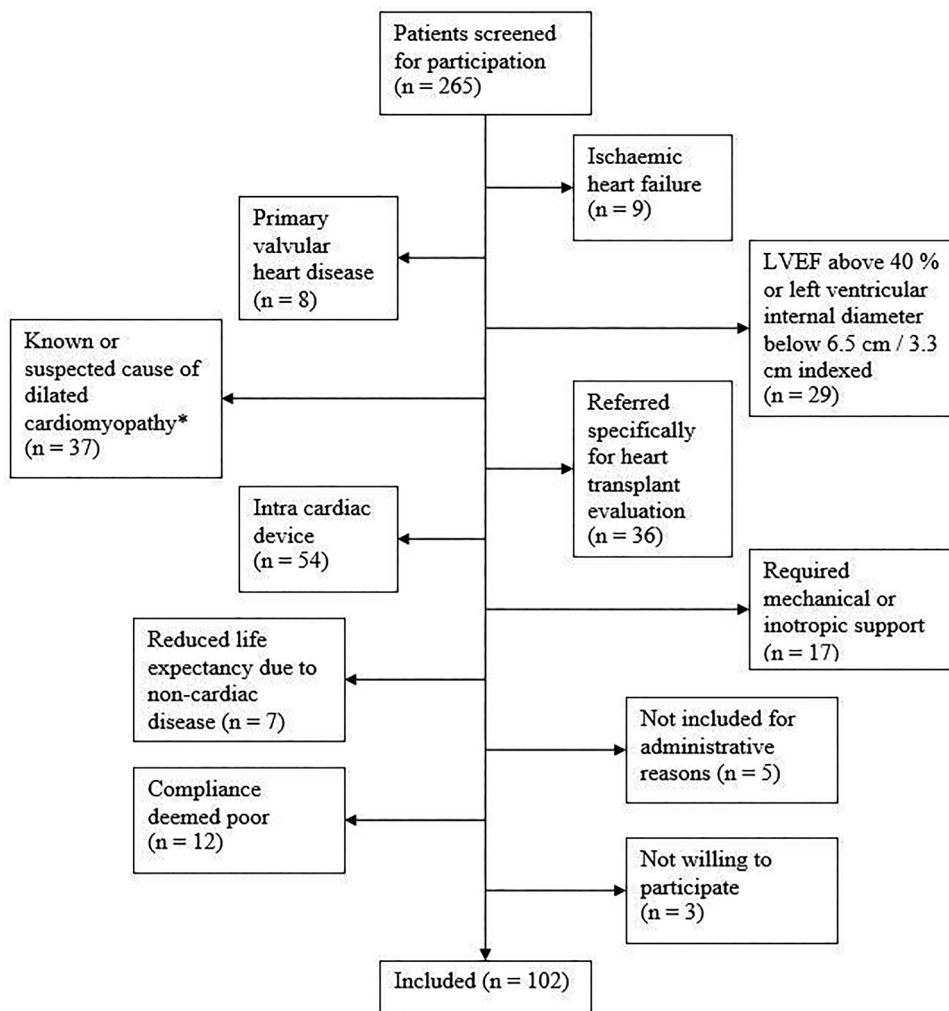 Patients screened
for participation
(n = 265)
Ischaemic
heart failure
(n = 9)
Primary
valvular
heart disease
(n = 8)
LVEF above 40 %
or left ventricular
internal diameter
below 6.5 cm / 3.3
cm indexed
(n = 29)
Known or
suspected cause of
dilated
cardiomyopathy*
(n = 37)
Referred
specifically
for heart
transplant
evaluation
(n = 36)
Intra cardiac
device
(n = 54)
Required
mechanical or
inotropic support
(n = 17)
Reduced life
expectancy due to
non-cardiac
disease (n = 7)
Not included for
administrative
reasons (n = 5)
Compliance
deemed poor
(n = 12)
Not willing to
participate
(n = 3)
Included (n = 102)